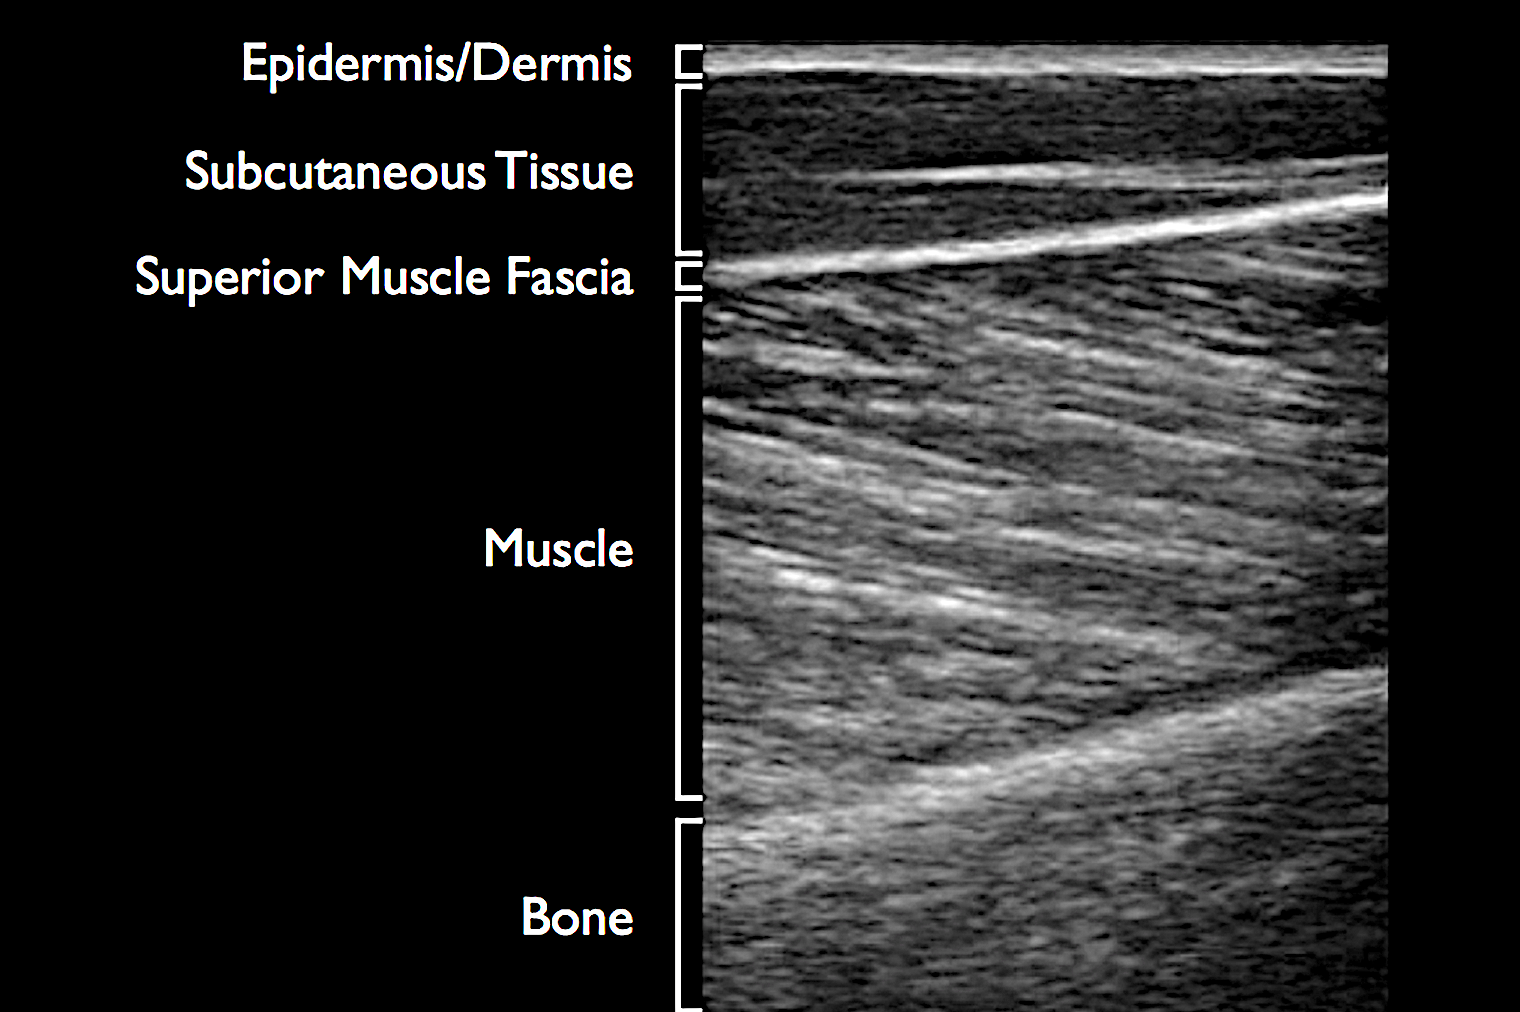 Epidermis/Dermis
Subcutaneous Tissue
Superior Muscle Fascia
Muscle
Bone